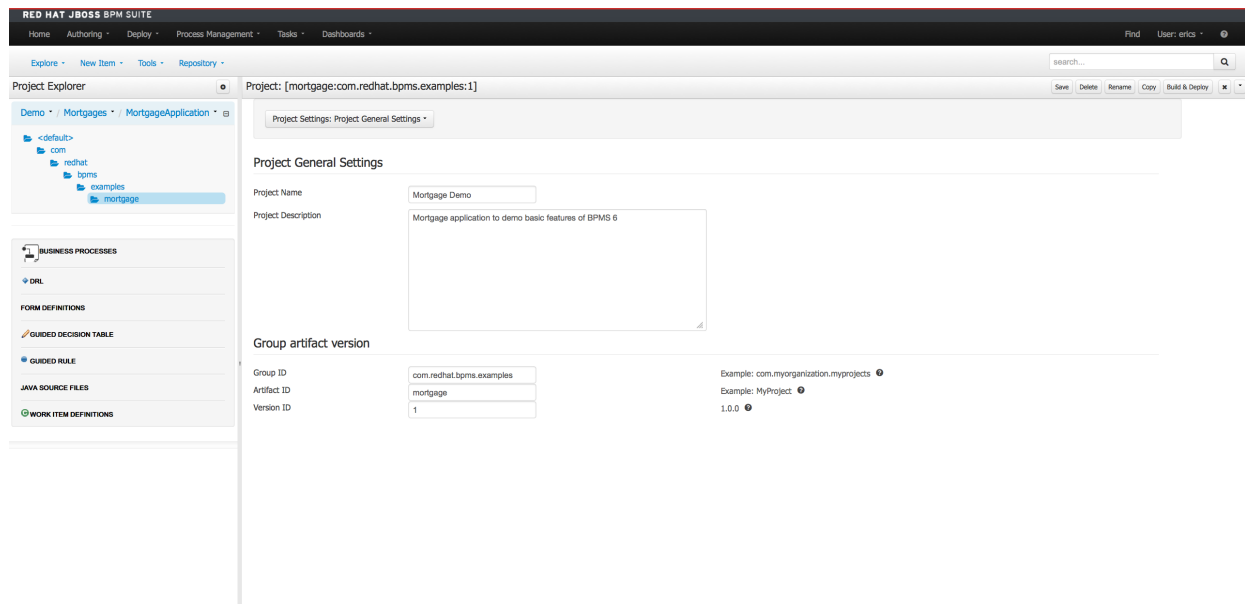 RED HAT JBOSS BPM SUITE
Home Authoring Deploy Process Management Tasks Dashboards Find User: erics
Explore New Item Tools Repository search...
Project Explorer Project: [mortgage:com.redhat.bpms.examples:1] Save Delete Rename Copy Build & Deploy
Demo / Mortgages / MortgageApplication
Project Settings: Project General Settings
<default>
com
redhat
bpms
examples
mortgage
Project General Settings
Project Name Mortgage Demo
Project Description Mortgage application to demo basic features of BPMS 6
BUSINESS PROCESSES
DRL
FORM DEFINITIONS
GUIDED DECISION TABLE
GUIDED RULE
JAVA SOURCE FILES
WORK ITEM DEFINITIONS
Group artifact version
Group ID com.redhat.bpms.examples Example: com.myorganization.myprojects
Artifact ID mortgage Example: MyProject
Version ID 1 1.0.0